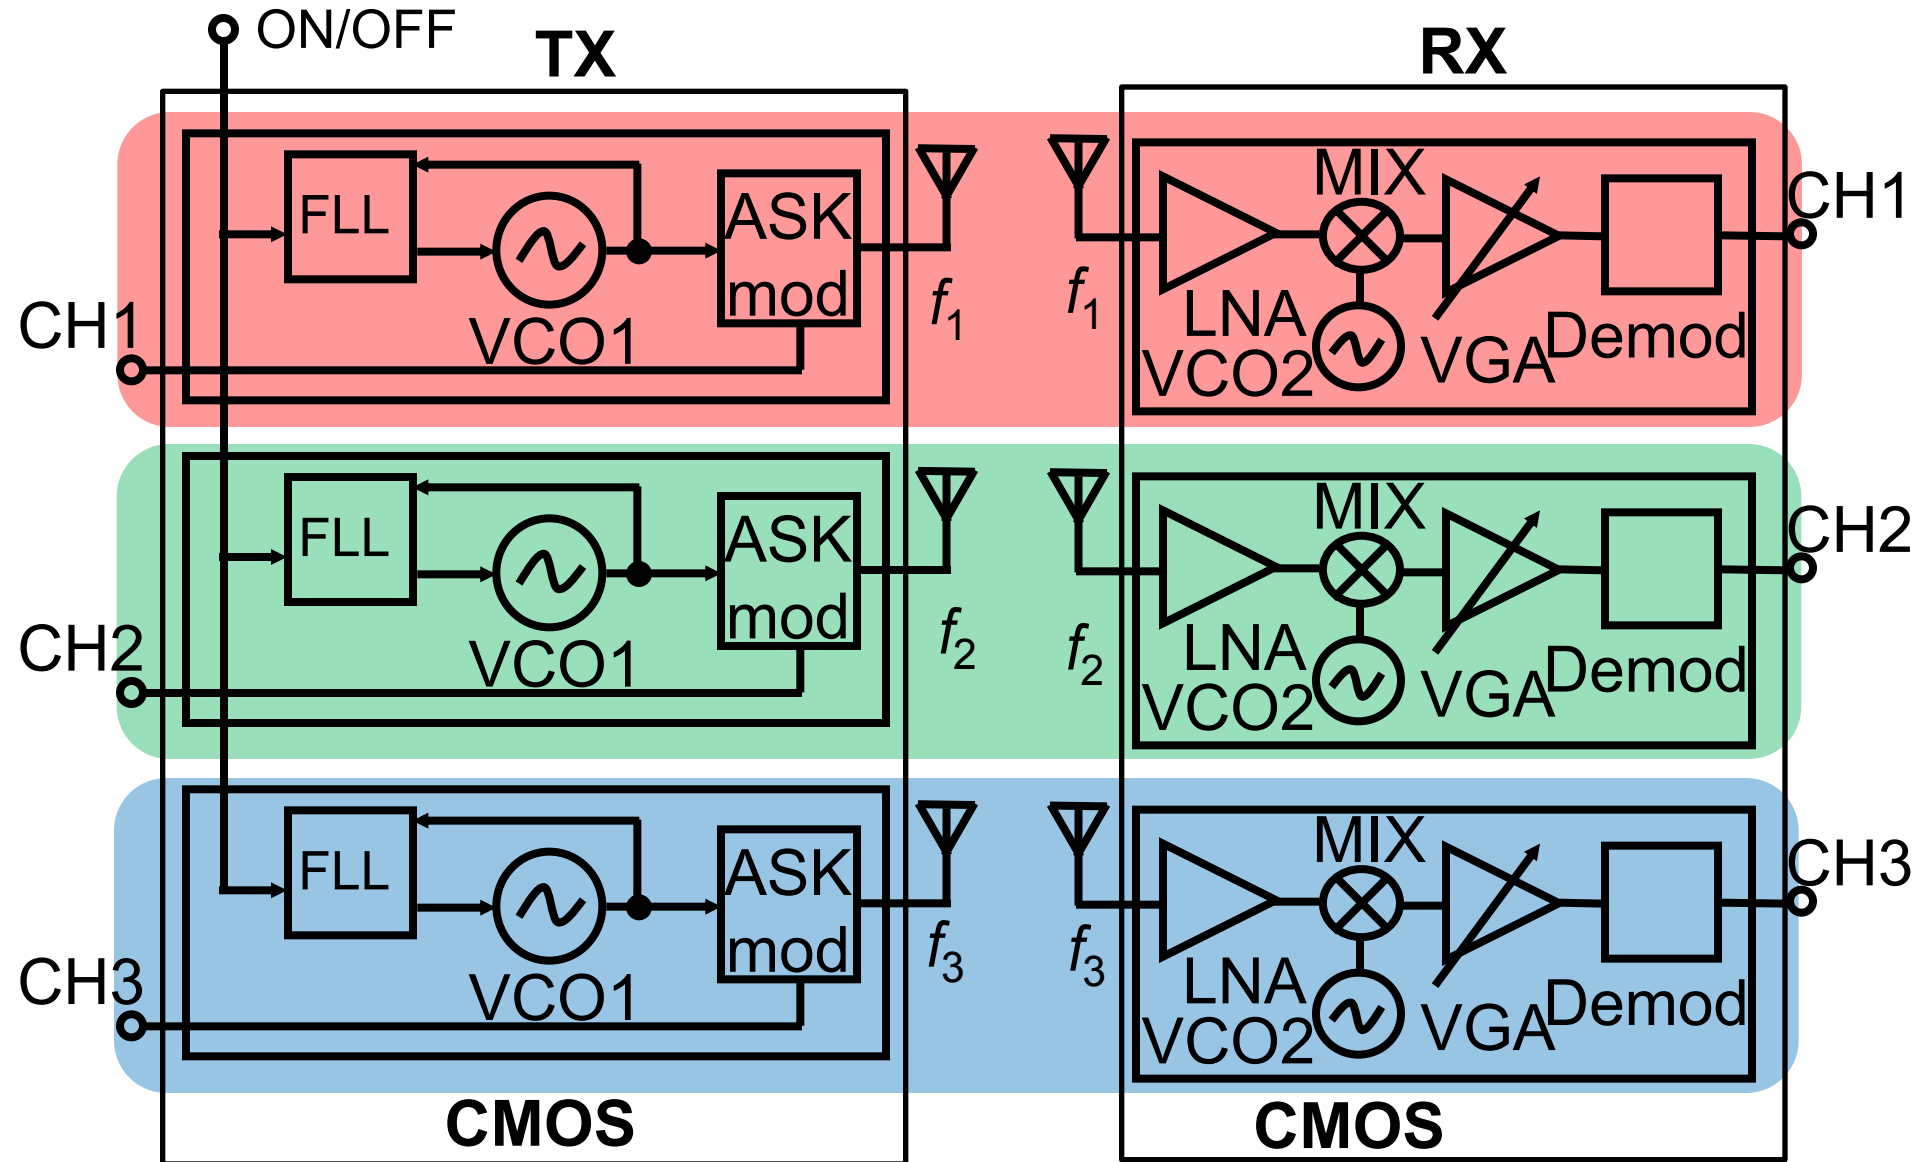 ON/OFF
TX
RX
FLL
VCO1
ASK
mod
CH1
f1
f1
MIX
LNA
VCO2
VGA
Demod
CH1
FLL
VCO1
ASK
mod
CH2
f2
f2
MIX
LNA
VCO2
VGA
Demod
CH2
FLL
VCO1
ASK
mod
CH3
f3
f3
MIX
LNA
VCO2
VGA
Demod
CH3
CMOS
CMOS